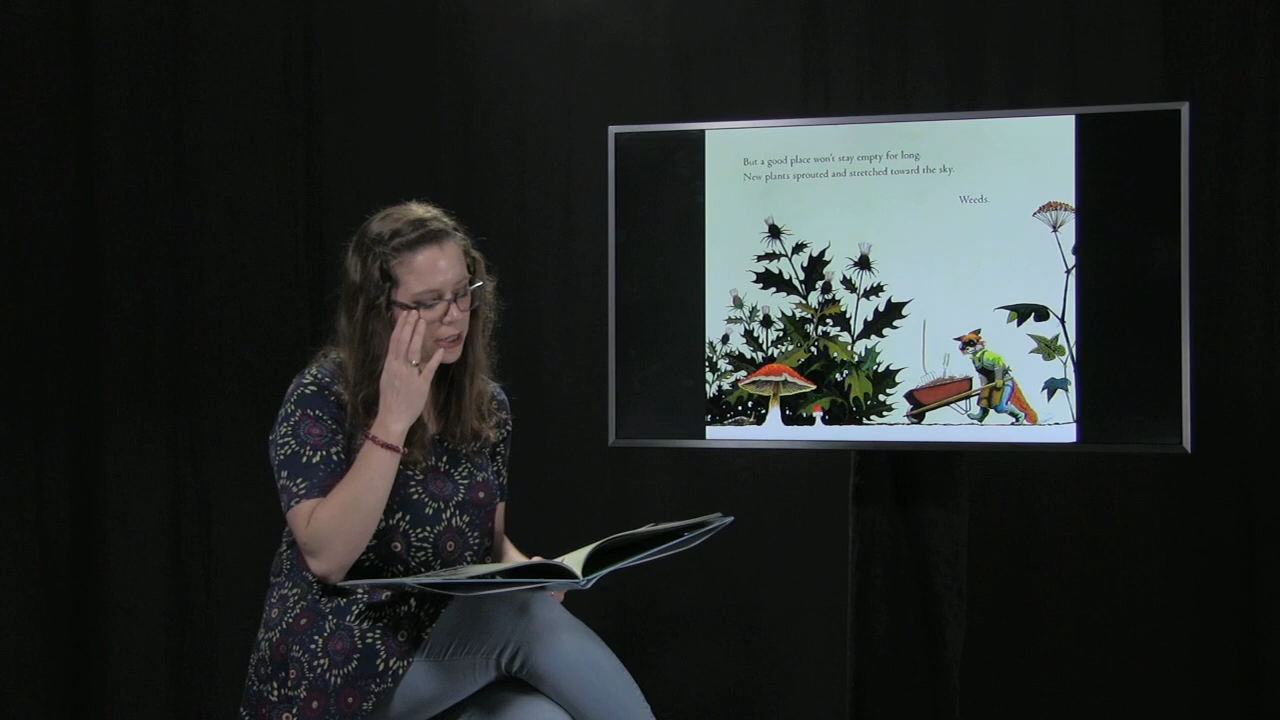 But a good place won't stay empty for long.
New plants sprouted and stretched toward the sky.
Weeds.